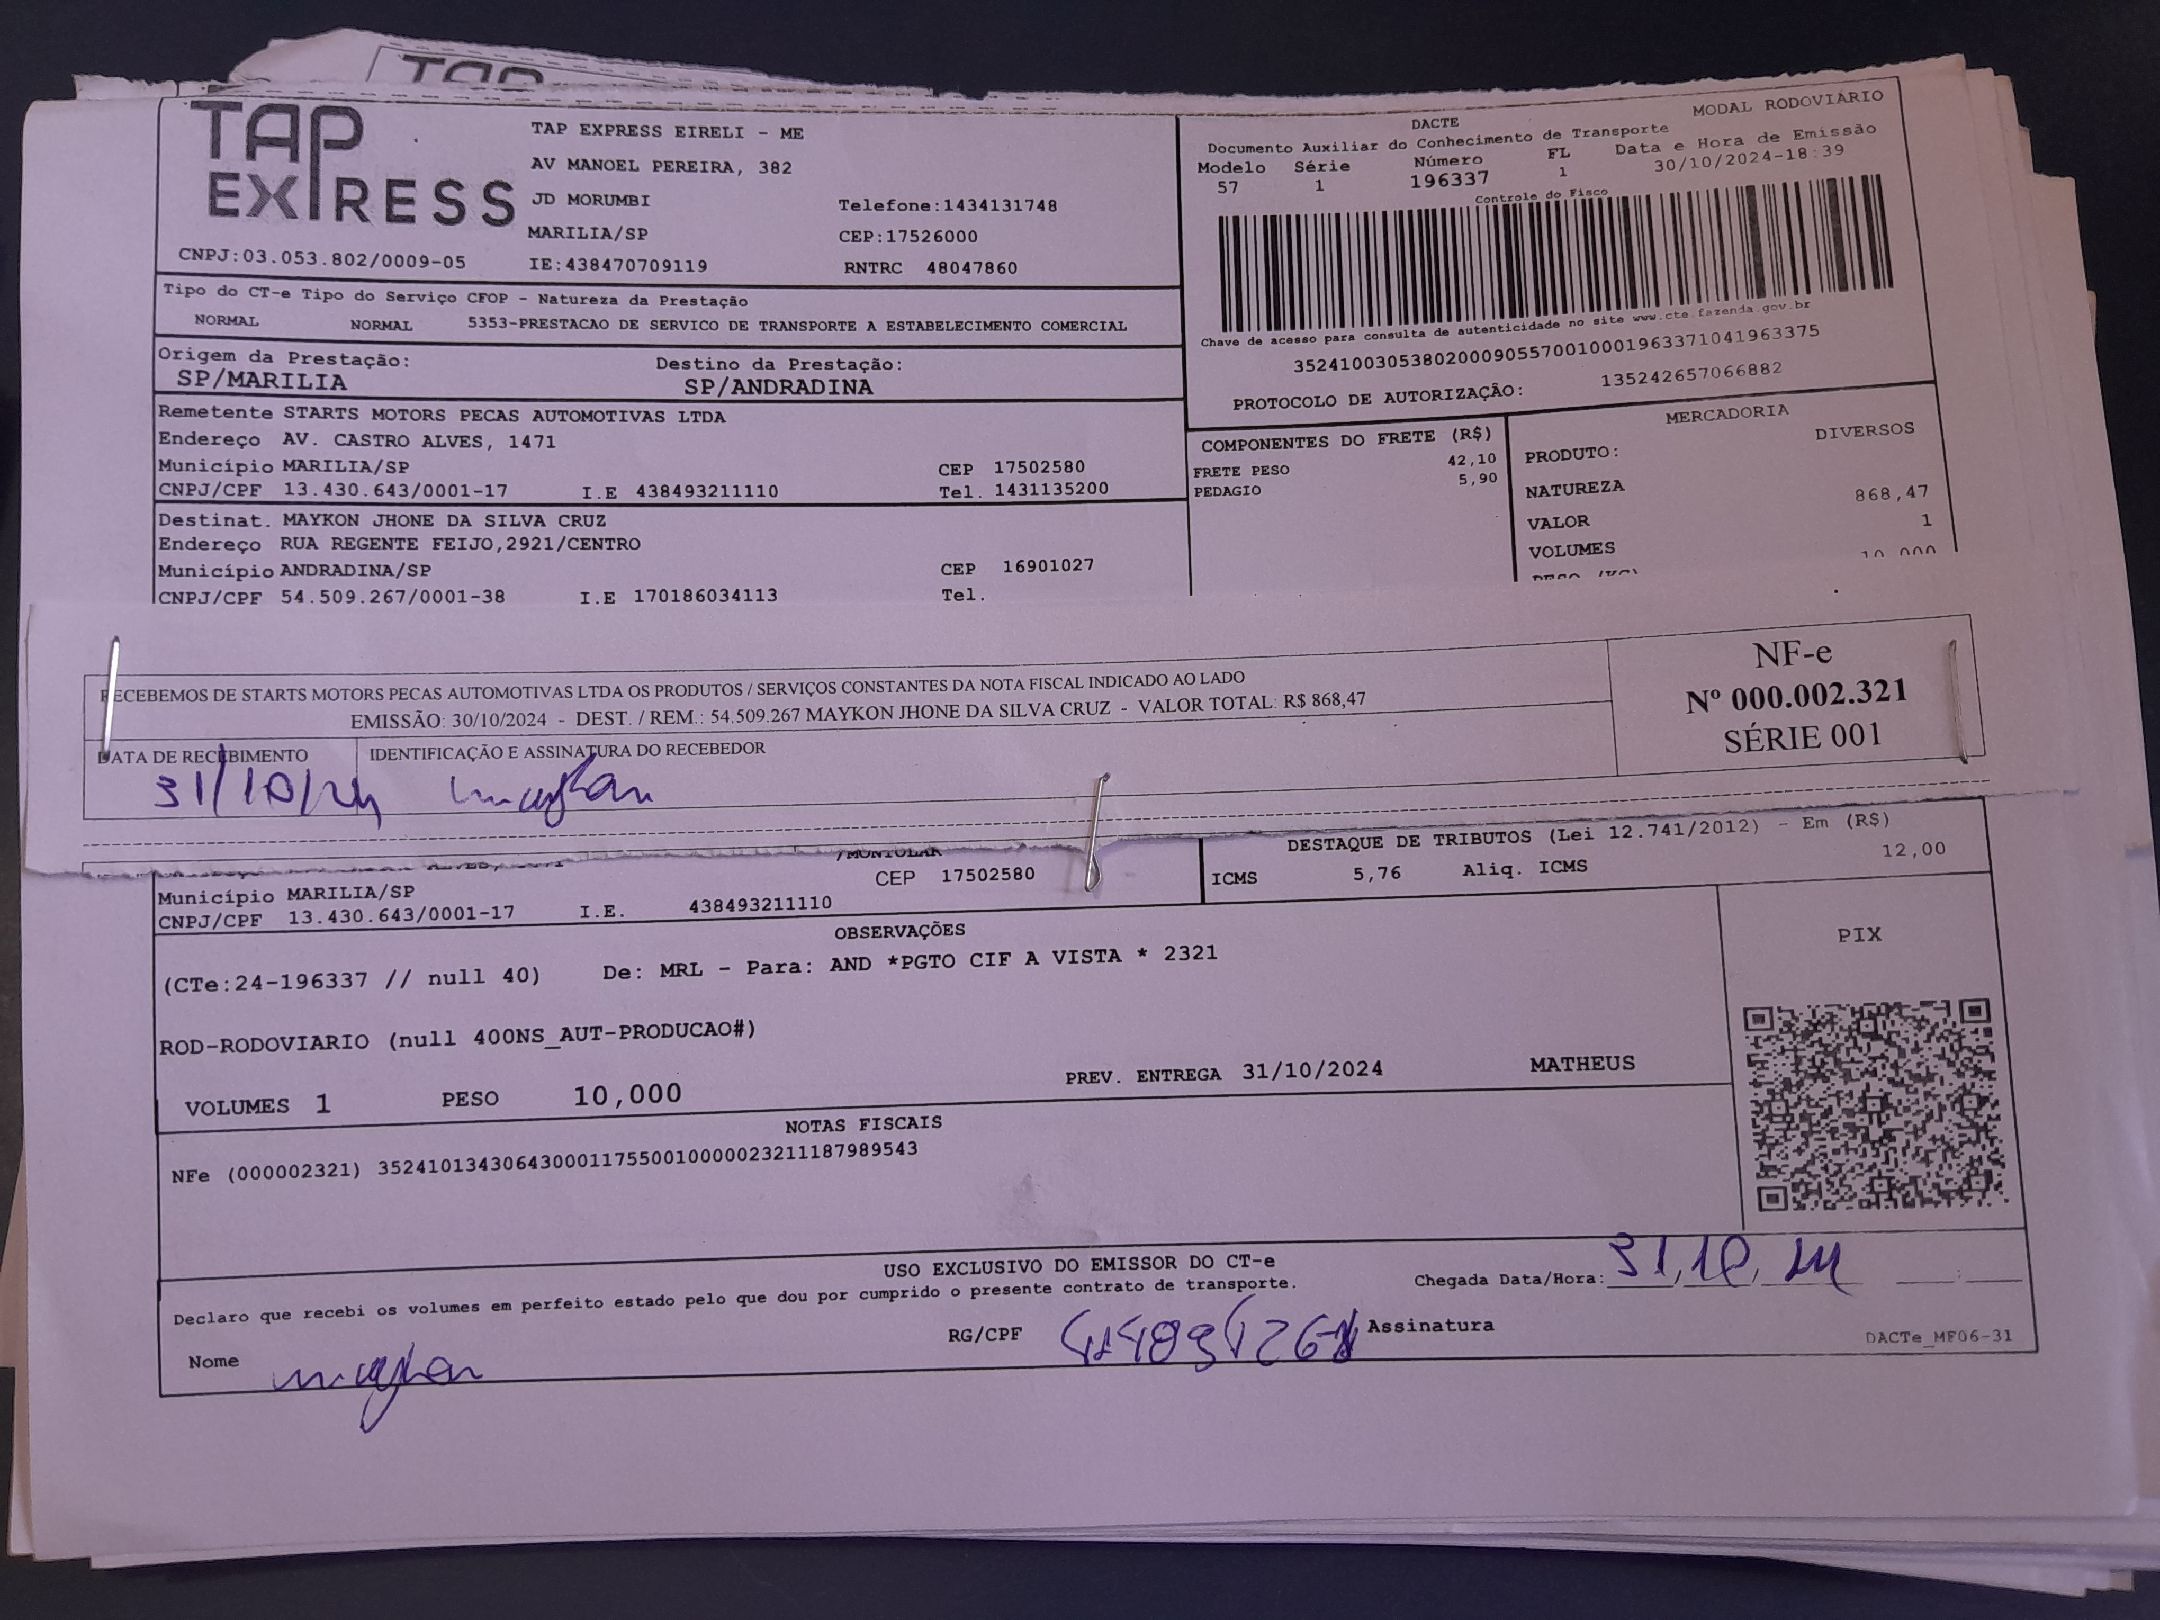 TAP
TAP EXPRESS
TAP EXPRESS EIRELI - ME
AV MANOEL PEREIRA, 382
JD MORUMBI
Telefone:1434131748
MARILIA/SP
CEP:17526000
CNPJ:03.053.802/0009-05
IE:438470709119
RNTRC 48047860
DACTE
MODAL RODOVIARIO
Documento Auxiliar do Conhecimento de Transporte
Modelo Série Número FL Data e Hora de Emissão
57 1 196337 1 30/10/2024-18:39
Controle do Fisco
Chave de acesso para consulta de autenticidade no site www.cte.fazenda.gov.br
35241003053802000905570010001963371041963375
PROTOCOLO DE AUTORIZAÇÃO: 135242657066882
Tipo do CT-e Tipo do Serviço CFOP - Natureza da Prestação
NORMAL NORMAL 5353-PRESTACAO DE SERVICO DE TRANSPORTE A ESTABELECIMENTO COMERCIAL
Origem da Prestação: Destino da Prestação:
SP/MARILIA SP/ANDRADINA
Remetente STARTS MOTORS PECAS AUTOMOTIVAS LTDA
Endereço AV. CASTRO ALVES, 1471
Município MARILIA/SP CEP 17502580
CNPJ/CPF 13.430.643/0001-17 I.E 438493211110 Tel. 1431135200
Destinat. MAYKON JHONE DA SILVA CRUZ
Endereço RUA REGENTE FEIJO,2921/CENTRO
Município ANDRADINA/SP CEP 16901027
CNPJ/CPF 54.509.267/0001-38 I.E 170186034113 Tel.
COMPONENTES DO FRETE (R$)
FRETE PESO 42,10
PEDAGIO 5,90
MERCADORIA
PRODUTO: DIVERSOS
NATUREZA
VALOR 868,47
VOLUMES 1
RECEBEMOS DE STARTS MOTORS PECAS AUTOMOTIVAS LTDA OS PRODUTOS / SERVIÇOS CONSTANTES DA NOTA FISCAL INDICADO AO LADO
EMISSÃO: 30/10/2024 - DEST. / REM.: 54.509.267 MAYKON JHONE DA SILVA CRUZ - VALOR TOTAL: R$ 868,47
NF-e
Nº 000.002.321
SÉRIE 001
DATA DE RECEBIMENTO IDENTIFICAÇÃO E ASSINATURA DO RECEBEDOR
31/10/24
CEP 17502580
Município MARILIA/SP
CNPJ/CPF 13.430.643/0001-17 I.E. 438493211110
DESTAQUE DE TRIBUTOS (Lei 12.741/2012) - Em (R$)
ICMS 5,76 Aliq. ICMS 12,00
OBSERVAÇÕES
(CTe:24-196337 // null 40) De: MRL - Para: AND *PGTO CIF A VISTA * 2321
ROD-RODOVIARIO (null 400NS_AUT-PRODUCAO#)
PREV. ENTREGA 31/10/2024 MATHEUS
VOLUMES 1 PESO 10,000
PIX
NOTAS FISCAIS
NFe (000002321) 35241013430643000117550010000023211187989543
USO EXCLUSIVO DO EMISSOR DO CT-e
Declaro que recebi os volumes em perfeito estado pelo que dou por cumprido o presente contrato de transporte.
Chegada Data/Hora: 31, 10, 24
Nome
RG/CPF
Assinatura
DACTe_MF06-31